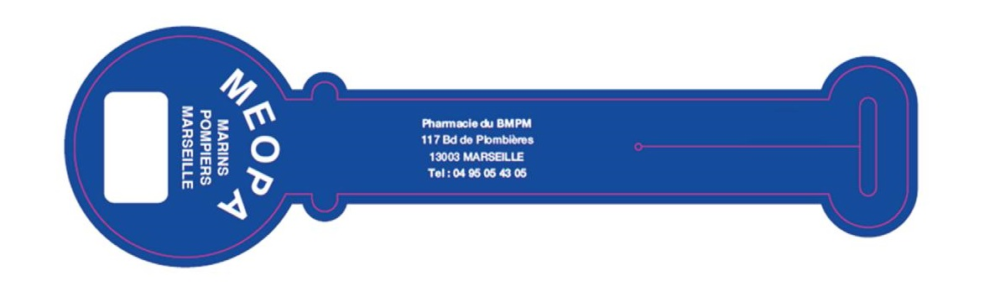 MEOPA
MARINS
POMPIERS
MARSEILLE
Pharmacie du BMPM
117 Bd de Plombières
13003 MARSEILLE
Tel : 04 95 05 43 05